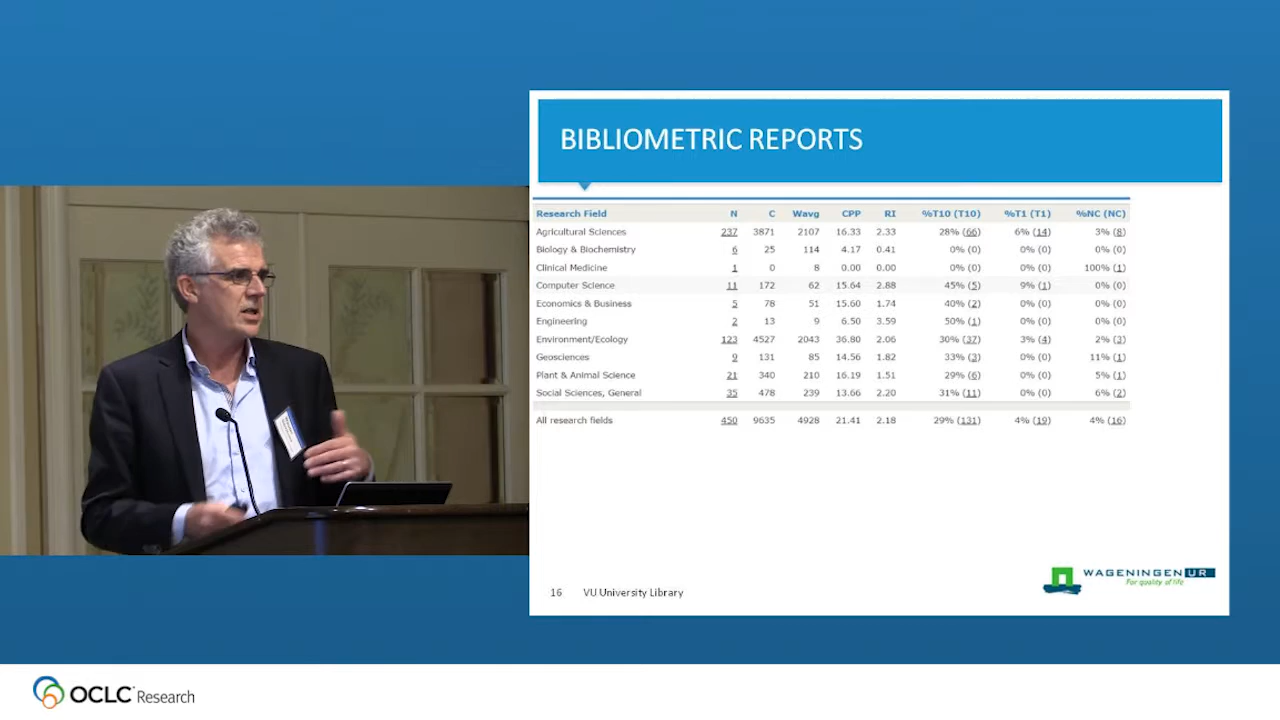 BIBLIOMETRIC REPORTS
Research Field N C Wavg CPP RI %T10 (T10) %T1 (T1) %NC (NC)
Agricultural Sciences 237 3871 2107 16.33 2.33 28% (66) 6% (14) 3% (8)
Biology & Biochemistry 6 25 114 4.17 0.41 0% (0) 0% (0) 0% (0)
Clinical Medicine 1 0 8 0.00 0.00 0% (0) 0% (0) 100% (1)
Computer Science 11 172 62 15.64 2.88 45% (5) 9% (1) 0% (0)
Economics & Business 5 78 51 15.60 1.74 40% (2) 0% (0) 0% (0)
Engineering 2 13 9 6.50 3.59 50% (1) 0% (0) 0% (0)
Environment/Ecology 123 4527 2043 36.80 2.06 30% (37) 3% (4) 2% (3)
Geosciences 9 131 85 14.56 1.82 33% (3) 0% (0) 11% (1)
Plant & Animal Science 21 340 210 16.19 1.51 29% (6) 0% (0) 5% (1)
Social Sciences, General 35 478 239 13.66 2.20 31% (11) 0% (0) 6% (2)
All research fields 450 9635 4928 21.41 2.18 29% (131) 4% (19) 4% (16)
WAGENINGEN UR
For quality of life
16 VU University Library
OCLC Research